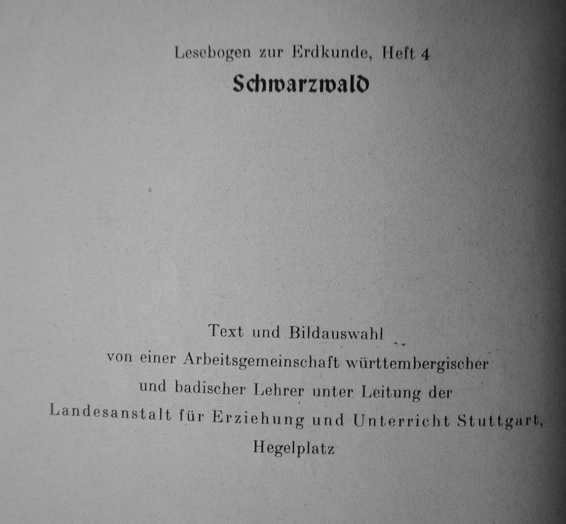 Lesebogen zur Erdkunde, Heft 4
Schwarzwald
Text und Bildauswahl
von einer Arbeitsgemeinschaft württembergischer
und badischer Lehrer unter Leitung der
Landesanstalt für Erziehung und Unterricht Stuttgart,
Hegelplatz